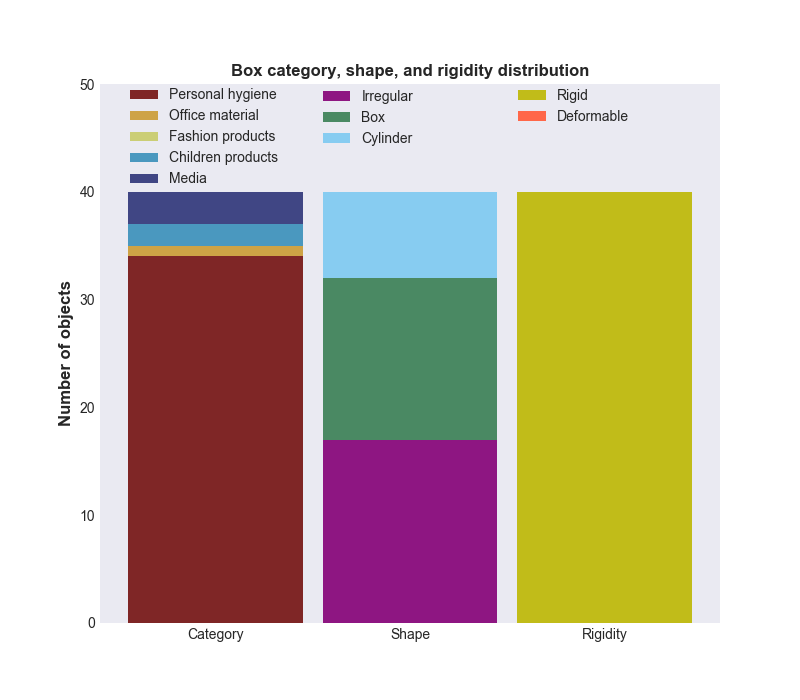 Box category, shape, and rigidity distribution
50
40
30
20
10
0
Number of objects
Personal hygiene
Office material
Fashion products
Children products
Media
Irregular
Box
Cylinder
Rigid
Deformable
Category
Shape
Rigidity